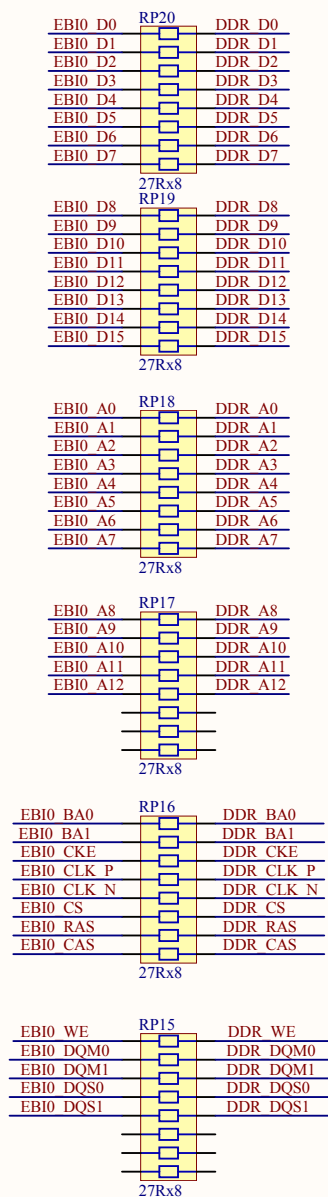 RP20
EBI0_D0 DDR_D0
EBI0_D1 DDR_D1
EBI0_D2 DDR_D2
EBI0_D3 DDR_D3
EBI0_D4 DDR_D4
EBI0_D5 DDR_D5
EBI0_D6 DDR_D6
EBI0_D7 DDR_D7
27Rx8
RP19
EBI0_D8 DDR_D8
EBI0_D9 DDR_D9
EBI0_D10 DDR_D10
EBI0_D11 DDR_D11
EBI0_D12 DDR_D12
EBI0_D13 DDR_D13
EBI0_D14 DDR_D14
EBI0_D15 DDR_D15
27Rx8
RP18
EBI0_A0 DDR_A0
EBI0_A1 DDR_A1
EBI0_A2 DDR_A2
EBI0_A3 DDR_A3
EBI0_A4 DDR_A4
EBI0_A5 DDR_A5
EBI0_A6 DDR_A6
EBI0_A7 DDR_A7
27Rx8
RP17
EBI0_A8 DDR_A8
EBI0_A9 DDR_A9
EBI0_A10 DDR_A10
EBI0_A11 DDR_A11
EBI0_A12 DDR_A12
27Rx8
RP16
EBI0_BA0 DDR_BA0
EBI0_BA1 DDR_BA1
EBI0_CKE DDR_CKE
EBI0_CLK_P DDR_CLK_P
EBI0_CLK_N DDR_CLK_N
EBI0_CS DDR_CS
EBI0_RAS DDR_RAS
EBI0_CAS DDR_CAS
27Rx8
RP15
EBI0_WE DDR_WE
EBI0_DQM0 DDR_DQM0
EBI0_DQM1 DDR_DQM1
EBI0_DQS0 DDR_DQS0
EBI0_DQS1 DDR_DQS1
27Rx8